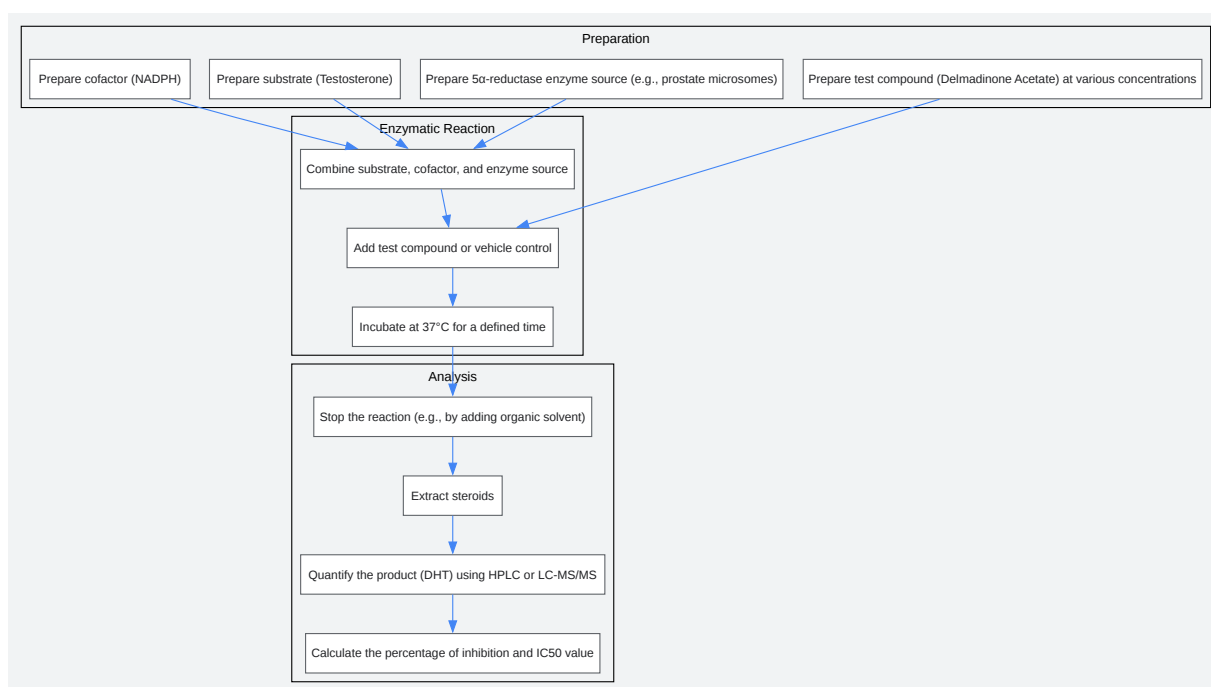 Preparation
Prepare cofactor (NADPH)
Prepare substrate (Testosterone)
Prepare 5α-reductase enzyme source (e.g., prostate microsomes)
Prepare test compound (Delmadinone Acetate) at various concentrations
Enzymatic Reaction
Combine substrate, cofactor, and enzyme source
Add test compound or vehicle control
Incubate at 37°C for a defined time
Analysis
Stop the reaction (e.g., by adding organic solvent)
Extract steroids
Quantify the product (DHT) using HPLC or LC-MS/MS
Calculate the percentage of inhibition and IC50 value